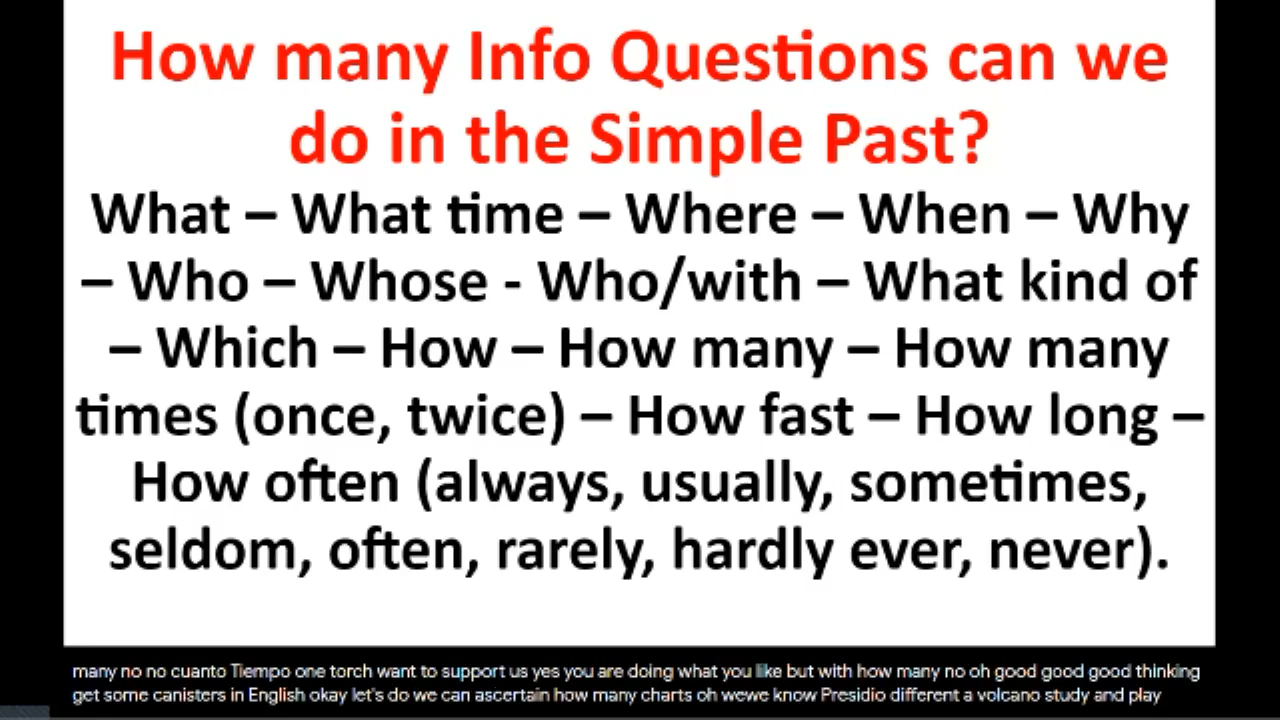 How many Info Questions can we
do in the Simple Past?
What – What time – Where – When – Why
– Who – Whose - Who/with – What kind of
– Which – How – How many – How many
times (once, twice) – How fast – How long –
How often (always, usually, sometimes,
seldom, often, rarely, hardly ever, never).
many no no cuanto Tiempo one torch want to support us yes you are doing what you like but with how many no oh good good good thinking
get some canisters in English okay let's do we can ascertain how many charts oh wewe know Presidio different a volcano study and play